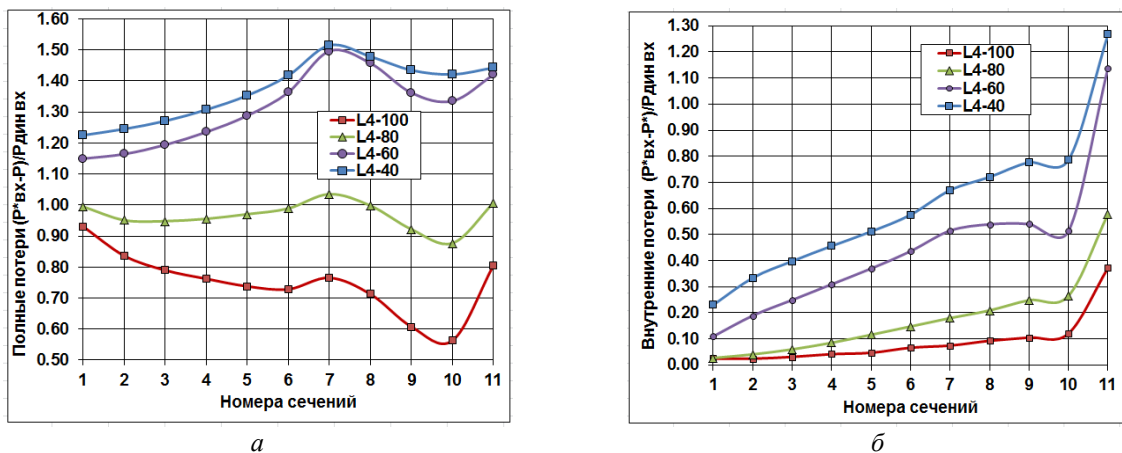 Полные потери (P*вх-P)/Pдин вх
1.60
1.50
1.40
1.30
1.20
1.10
1.00
0.90
0.80
0.70
0.60
0.50
L4-100
L4-80
L4-60
L4-40
1 2 3 4 5 6 7 8 9 10 11
Номера сечений
а
Внутренние потери (P*вх-P*)/Pдин вх
1.30
1.20
1.10
1.00
0.90
0.80
0.70
0.60
0.50
0.40
0.30
0.20
0.10
0.00
L4-100
L4-80
L4-60
L4-40
1 2 3 4 5 6 7 8 9 10 11
Номера сечений
б